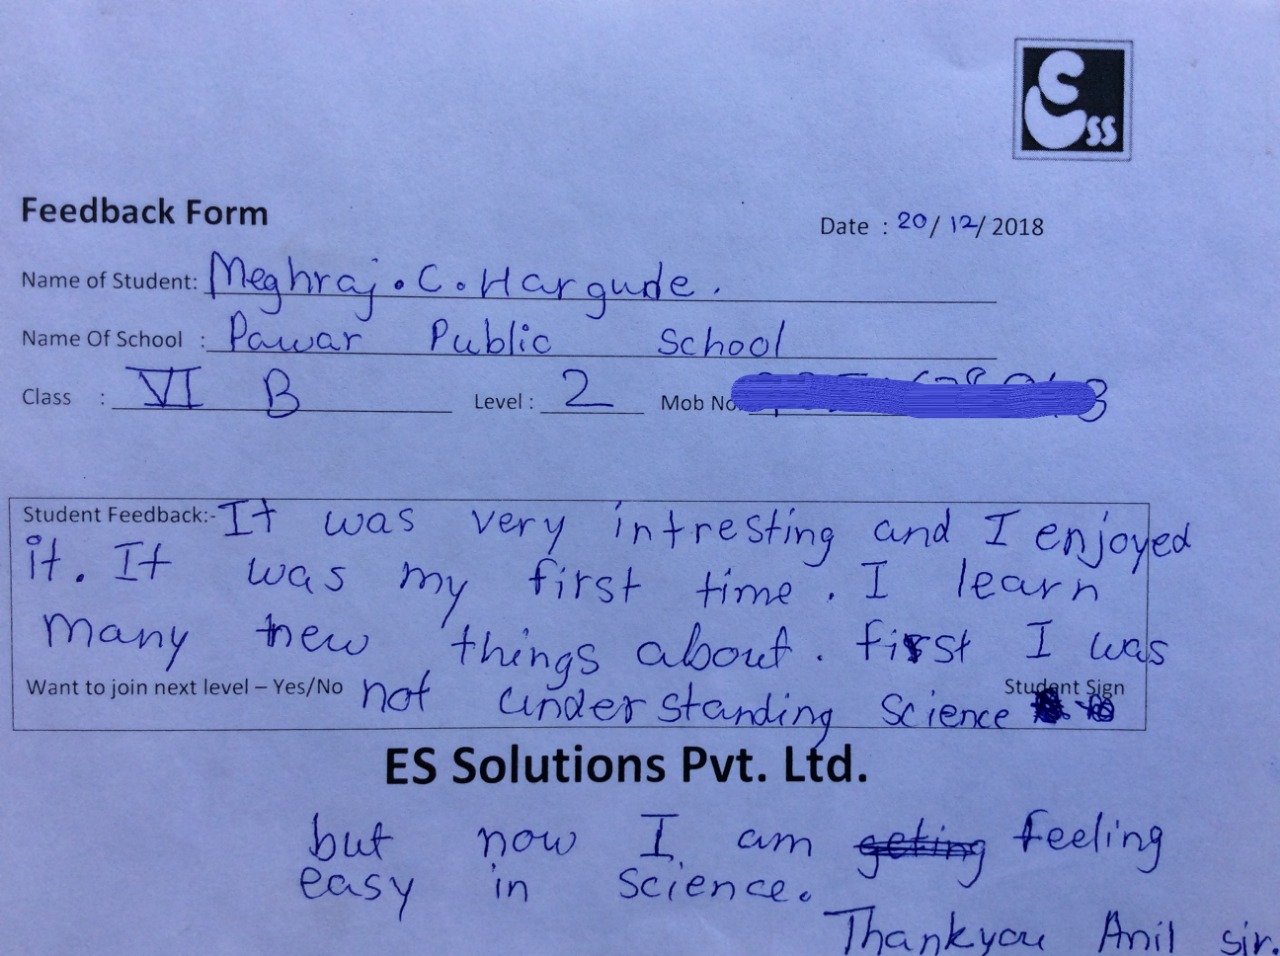 Ess
Feedback Form
Date : 20/12/2018
Name of Student: Meghraj.C.Hargude.
Name Of School : Pawar Public School
Class : VI B Level : 2 Mob No
Student Feedback:- It was very intresting and I enjoyed
it. It was my first time. I learn
many new things about. first I was
Want to join next level – Yes/No not understanding science Student Sign
ES Solutions Pvt. Ltd.
but now I am geting feeling
easy in science.
Thankyou Anil sir.